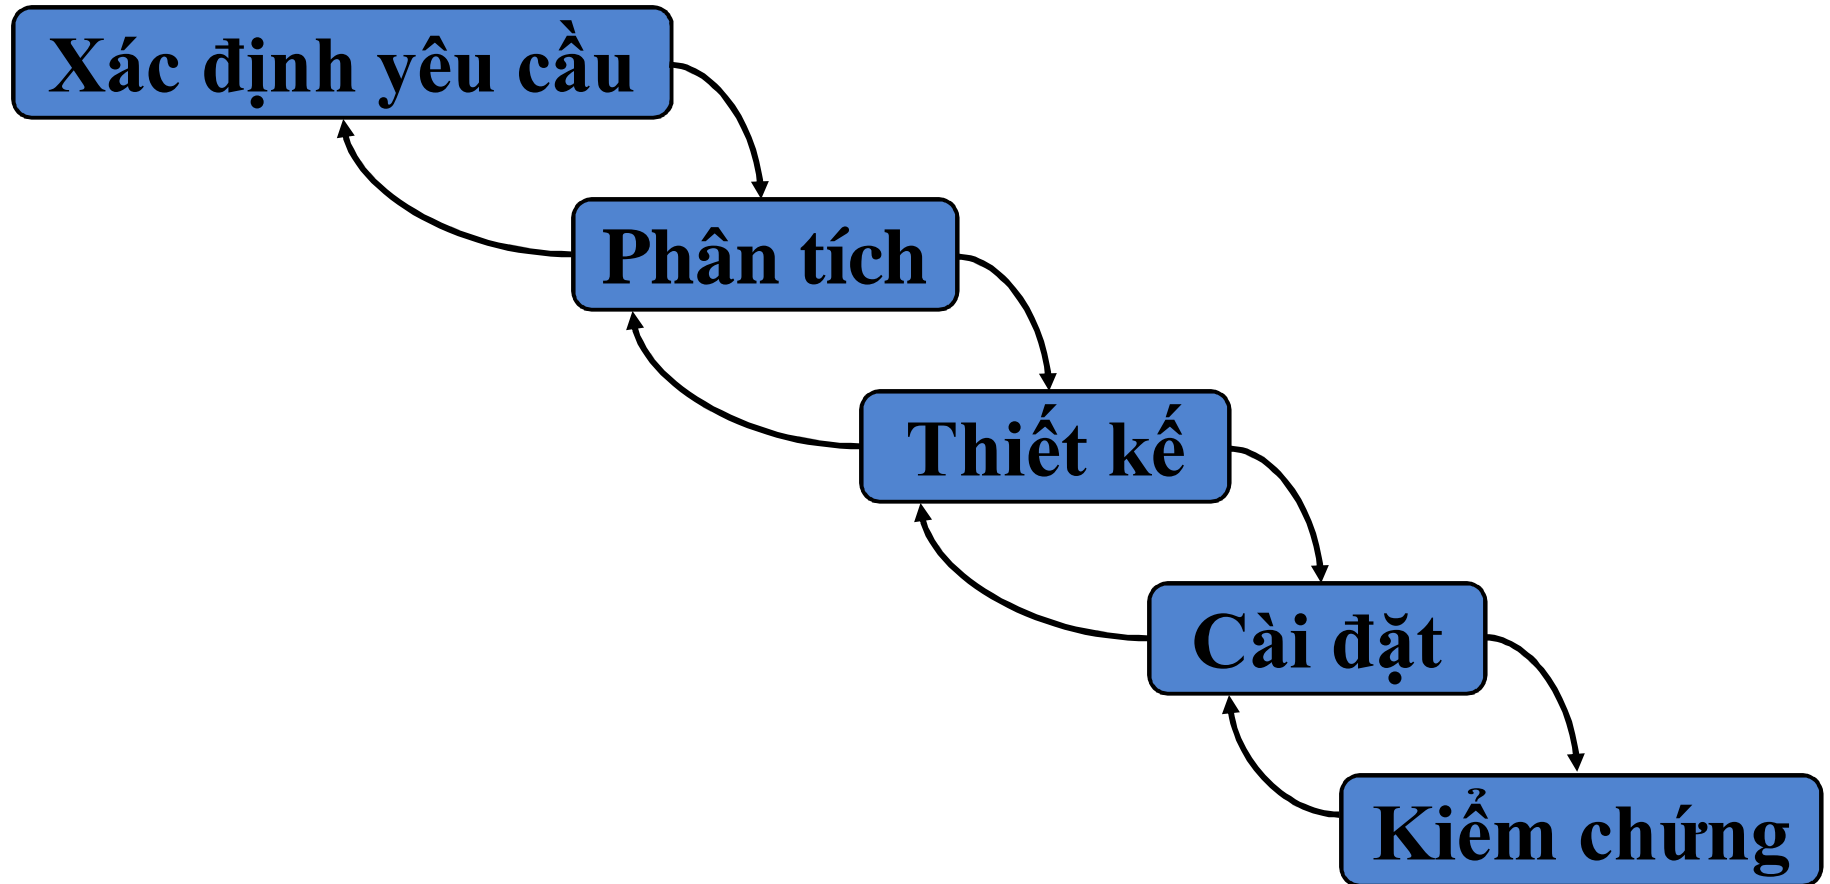 Xác định yêu cầu
Phân tích
Thiết kế
Cài đặt
Kiểm chứng